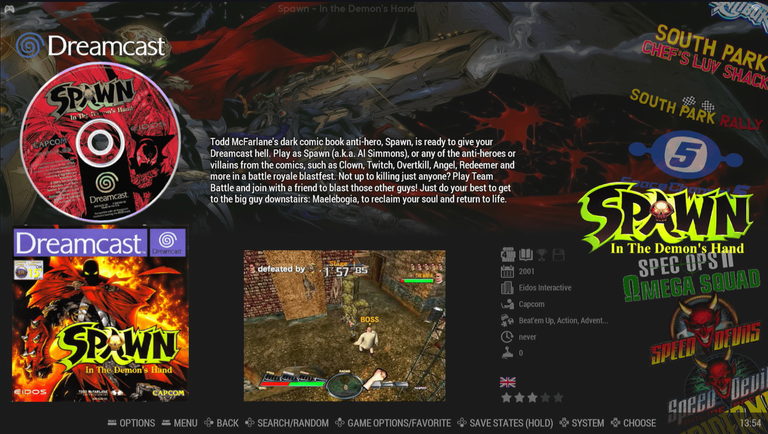 Spawn - In the Demon's Hand
Dreamcast
SPAWN
In The Demon's Hand
CAPCOM
Dreamcast
Todd McFarlane's dark comic book anti-hero, Spawn, is ready to give your
Dreamcast hell. Play as Spawn (a.k.a. Al Simmons), or any of the anti-heroes or
villains from the comics, such as Clown, Twitch, Overtkill, Angel, Redeemer and
more in a battle royale blastfest. Not up to killing just anyone? Play Team
Battle and join with a friend to blast those other guys! Just do your best to get
to the big guy downstairs: Maelebogia, to reclaim your soul and return to life.
Dreamcast
SPAWN
In The Demon's Hand
EIDOS
CAPCOM
Stage
defeated by
1'57"85
BOSS
2001
Eidos Interactive
Capcom
Beat'em Up, Action, Advent...
never
0
SOUTH PARK
CHEF'S LUV SHACK
SOUTH PARK RALLY
5
SPAWN
In The Demon's Hand
SPEC OPS II
ΩMEGA SQUAD
SPEED DEVILS
Speed Devils
OPTIONS
MENU
BACK
SEARCH/RANDOM
GAME OPTIONS/FAVORITE
SAVE STATES (HOLD)
SYSTEM
CHOOSE
13:54